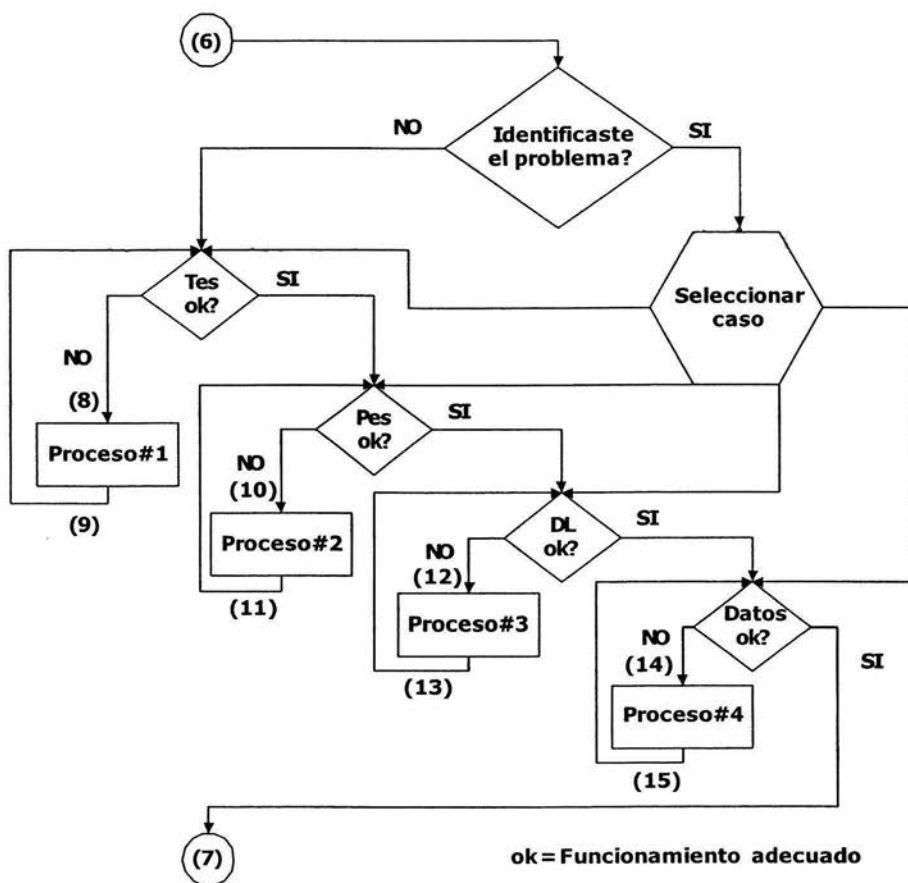 (6)
NO
Identificaste
el problema?
SI
Tes
ok?
SI
Seleccionar
caso
NO
(8)
Proceso#1
(9)
Pes
ok?
SI
NO
(10)
Proceso#2
(11)
DL
ok?
SI
NO
(12)
Proceso#3
(13)
Datos
ok?
SI
NO
(14)
Proceso#4
(15)
(7)
ok=Funcionamiento adecuado